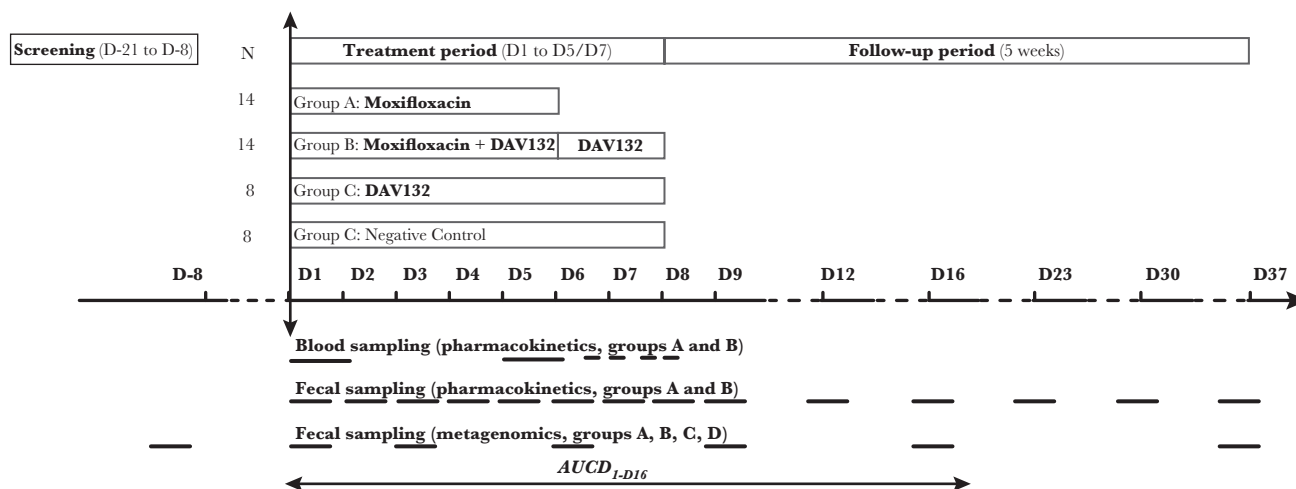 Screening (D-21 to D-8) N Treatment period (D1 to D5/D7) Follow-up period (5 weeks)
14 Group A: Moxifloxacin
14 Group B: Moxifloxacin + DAV132 DAV132
8 Group C: DAV132
8 Group C: Negative Control
D-8 D1 D2 D3 D4 D5 D6 D7 D8 D9 D12 D16 D23 D30 D37
Blood sampling (pharmacokinetics, groups A and B)
Fecal sampling (pharmacokinetics, groups A and B)
Fecal sampling (metagenomics, groups A, B, C, D)
AUCD1-D16